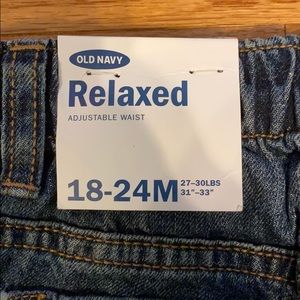 OLD NAVY
Relaxed
ADJUSTABLE WAIST
18-24M
27–30LBS
31"–33"